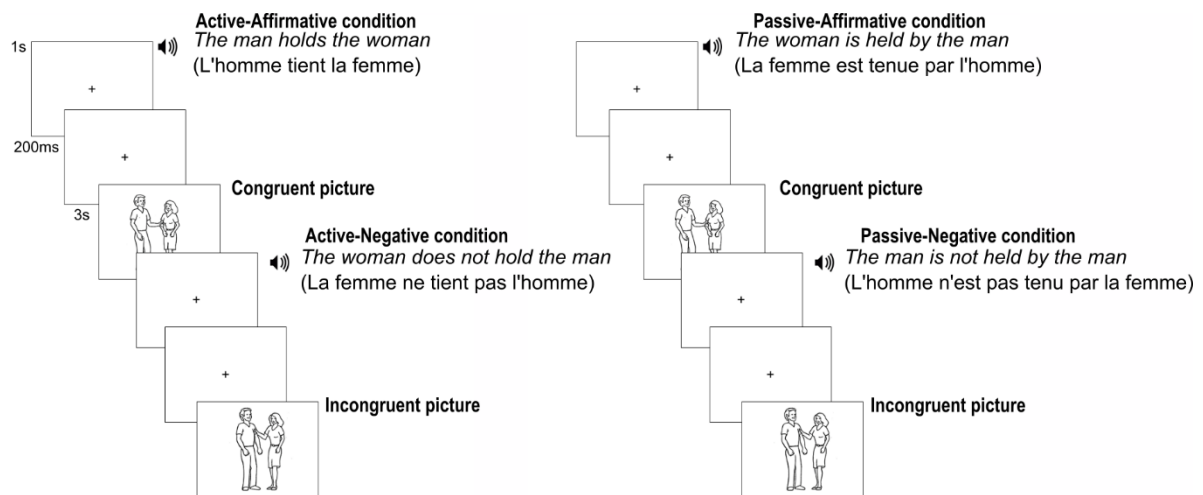 Active-Affirmative condition
The man holds the woman
(L'homme tient la femme)
1s
200ms
Congruent picture
3s
Active-Negative condition
The woman does not hold the man
(La femme ne tient pas l'homme)
Incongruent picture
Passive-Affirmative condition
The woman is held by the man
(La femme est tenue par l'homme)
Congruent picture
Passive-Negative condition
The man is not held by the man
(L'homme n'est pas tenu par la femme)
Incongruent picture